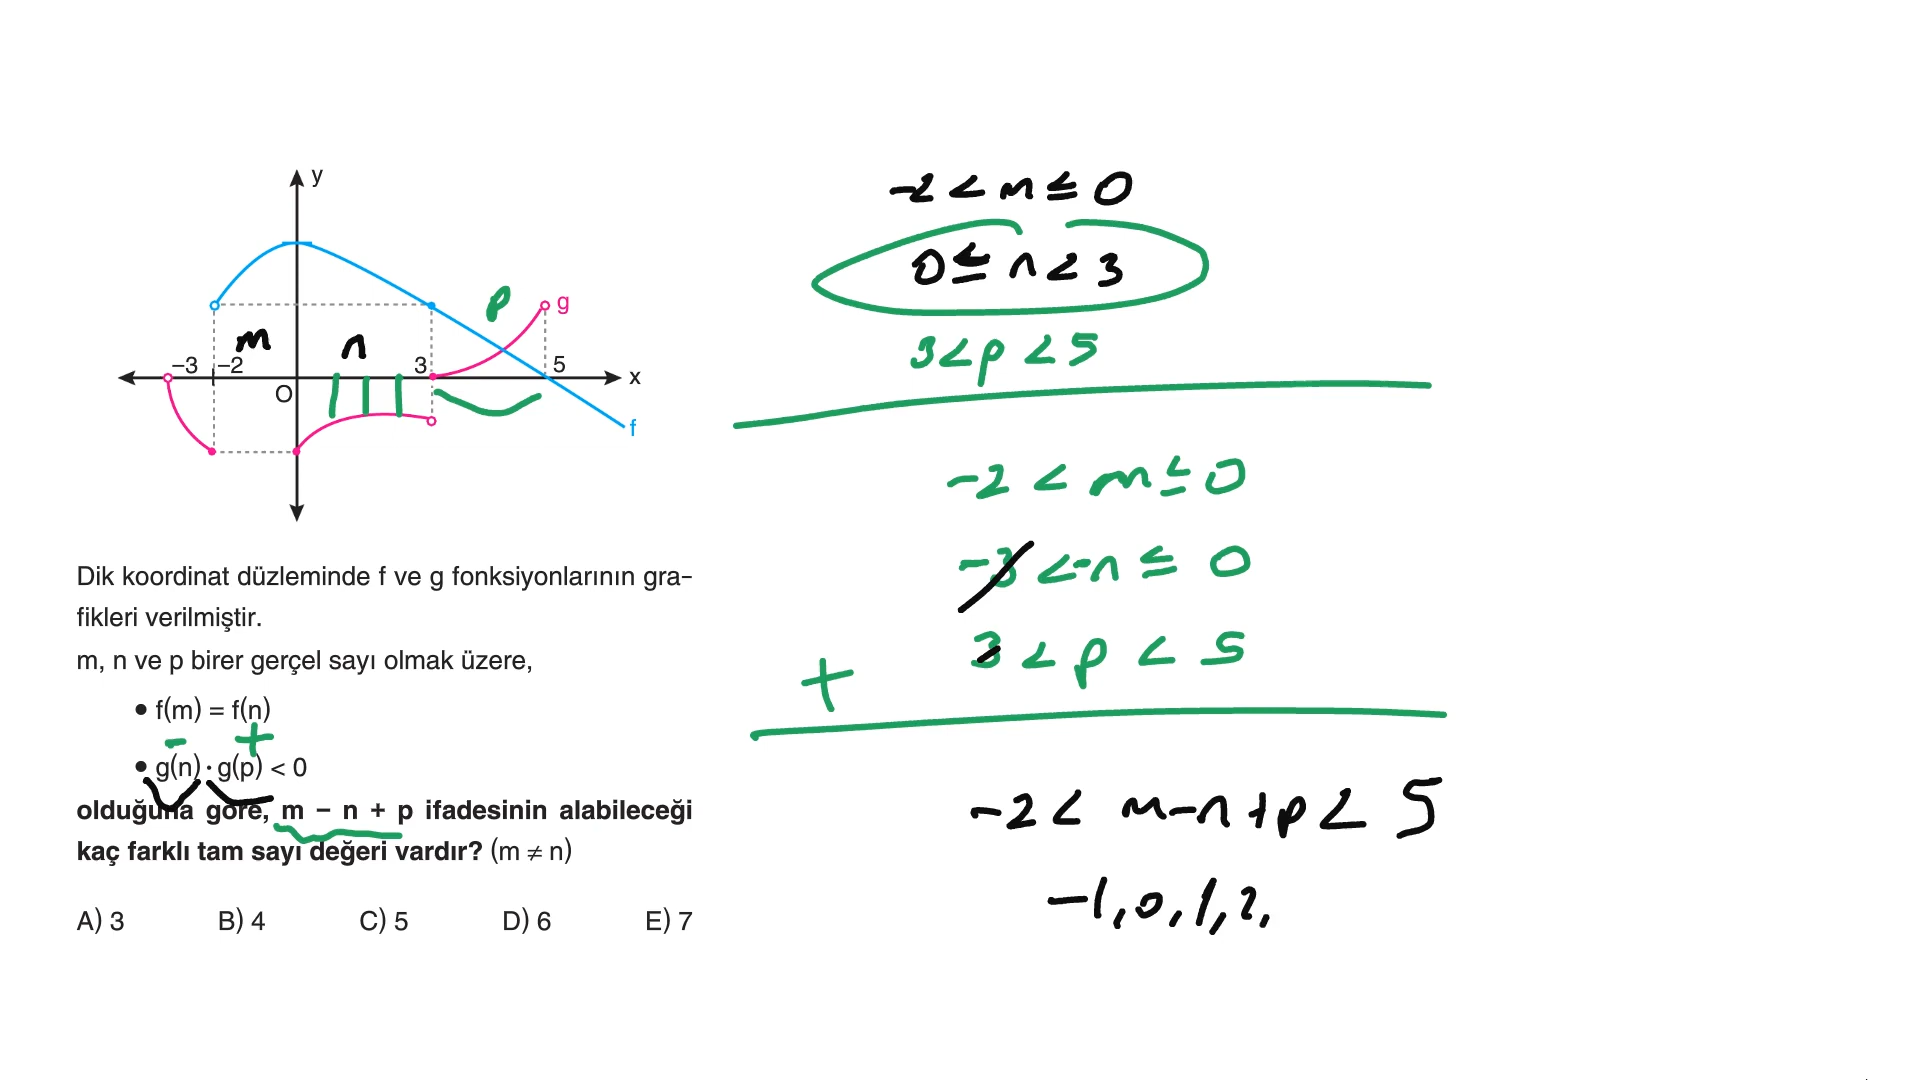 y
-2 < m ≤ 0
0 ≤ n < 3
p
g
3 < p < 5
m
n
−3
−2
3
5
x
O
f
-2 < m ≤ 0
-3 < -n ≤ 0
3 < p < 5
+
Dik koordinat düzleminde f ve g fonksiyonlarının gra-
fikleri verilmiştir.
m, n ve p birer gerçel sayı olmak üzere,
• f(m) = f(n)
- +
• g(n) · g(p) < 0
olduğuna göre, m − n + p ifadesinin alabileceği
kaç farklı tam sayı değeri vardır? (m ≠ n)
A) 3 B) 4 C) 5 D) 6 E) 7
-2 < m-n+p < 5
-1, 0, 1, 2,